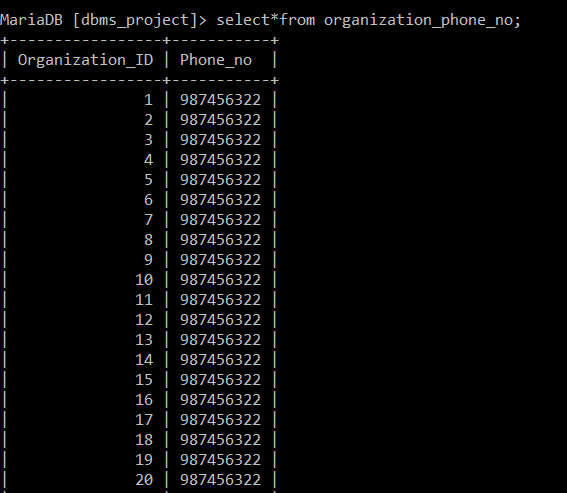 MariaDB [dbms_project]> select*from organization_phone_no;
+-----------------+-----------+
| Organization_ID | Phone_no  |
+-----------------+-----------+
|               1 | 987456322 |
|               2 | 987456322 |
|               3 | 987456322 |
|               4 | 987456322 |
|               5 | 987456322 |
|               6 | 987456322 |
|               7 | 987456322 |
|               8 | 987456322 |
|               9 | 987456322 |
|              10 | 987456322 |
|              11 | 987456322 |
|              12 | 987456322 |
|              13 | 987456322 |
|              14 | 987456322 |
|              15 | 987456322 |
|              16 | 987456322 |
|              17 | 987456322 |
|              18 | 987456322 |
|              19 | 987456322 |
|              20 | 987456322 |